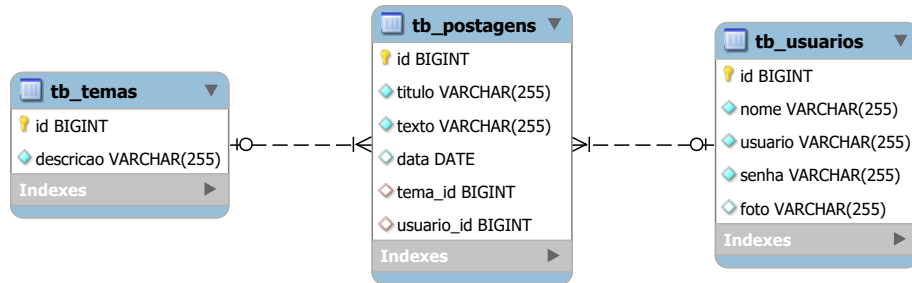 tb_temas
id BIGINT
descricao VARCHAR(255)
Indexes
tb_postagens
id BIGINT
titulo VARCHAR(255)
texto VARCHAR(255)
data DATE
tema_id BIGINT
usuario_id BIGINT
Indexes
tb_usuarios
id BIGINT
nome VARCHAR(255)
usuario VARCHAR(255)
senha VARCHAR(255)
foto VARCHAR(255)
Indexes